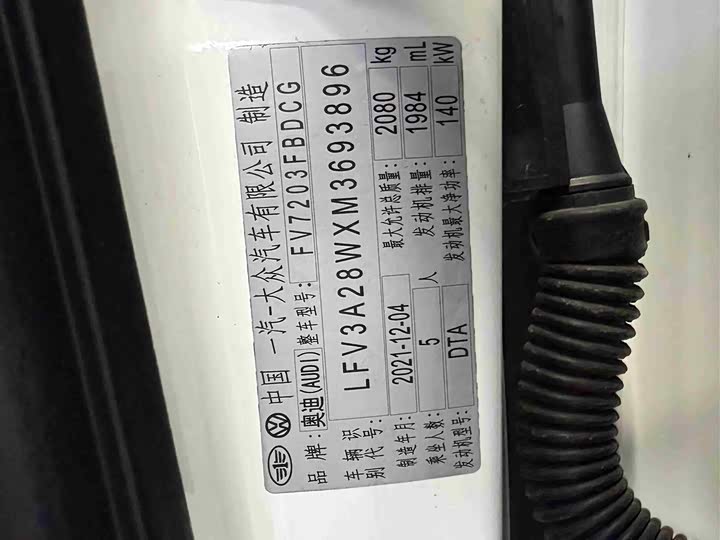 中国 一汽-大众汽车有限公司 制造
品牌: 奥迪(AUDI) 整车型号: FV7203FBDCG
车辆识别代号: LFV3A28WXM3693896
制造年月: 2021-12-04 最大允许总质量: 2080 kg
乘坐人数: 5 人 发动机排量: 1984 mL
发动机型号: DTA 发动机最大净功率: 140 kW